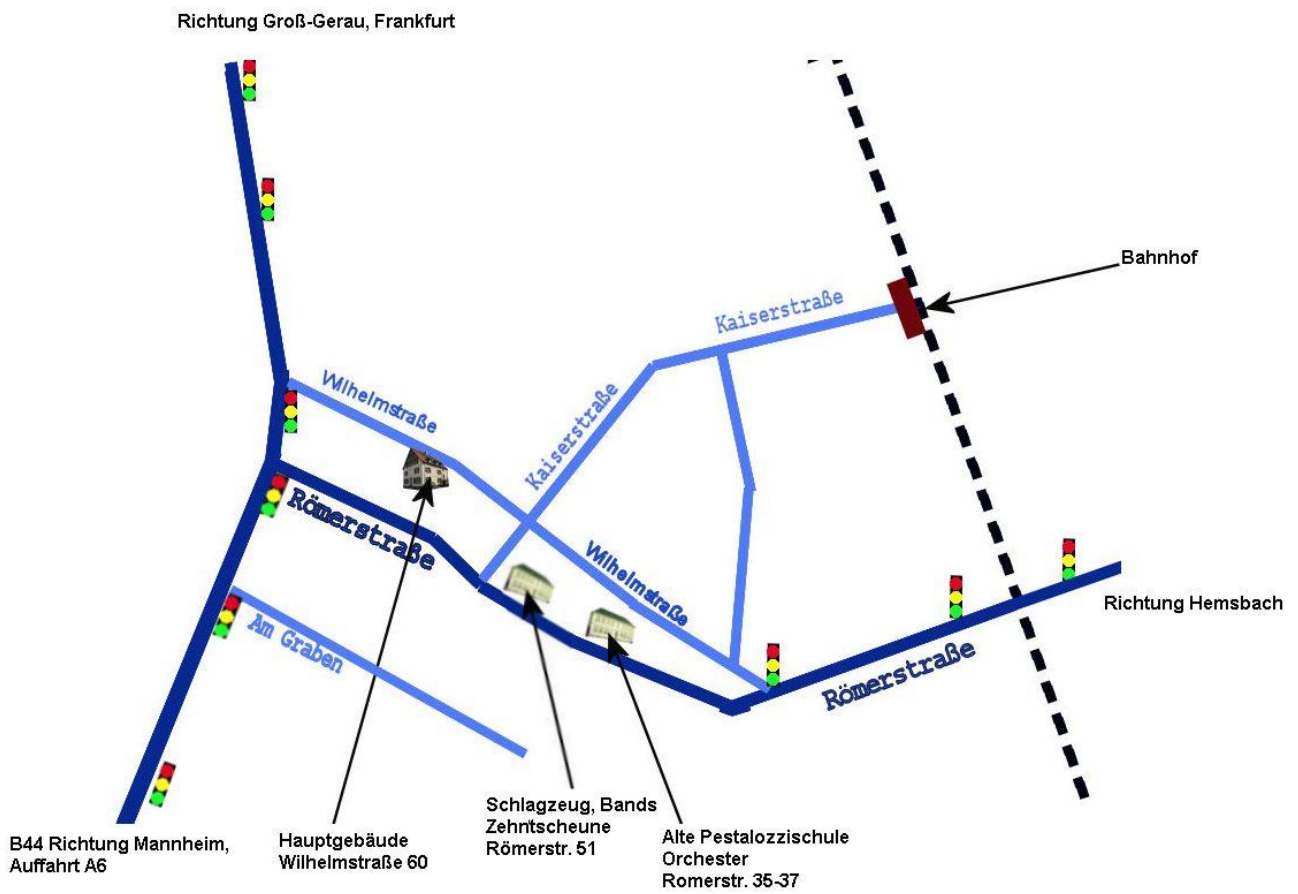 Richtung Groß-Gerau, Frankfurt
Bahnhof
Kaiserstraße
Wilhelmstraße
Kaiserstraße
Römerstraße
Wilhelmstraße
Richtung Hemsbach
Am Graben
Römerstraße
B44 Richtung Mannheim,
Auffahrt A6
Hauptgebäude
Wilhelmstraße 60
Schlagzeug, Bands
Zehntscheune
Römerstr. 51
Alte Pestalozzischule
Orchester
Romerstr. 35-37